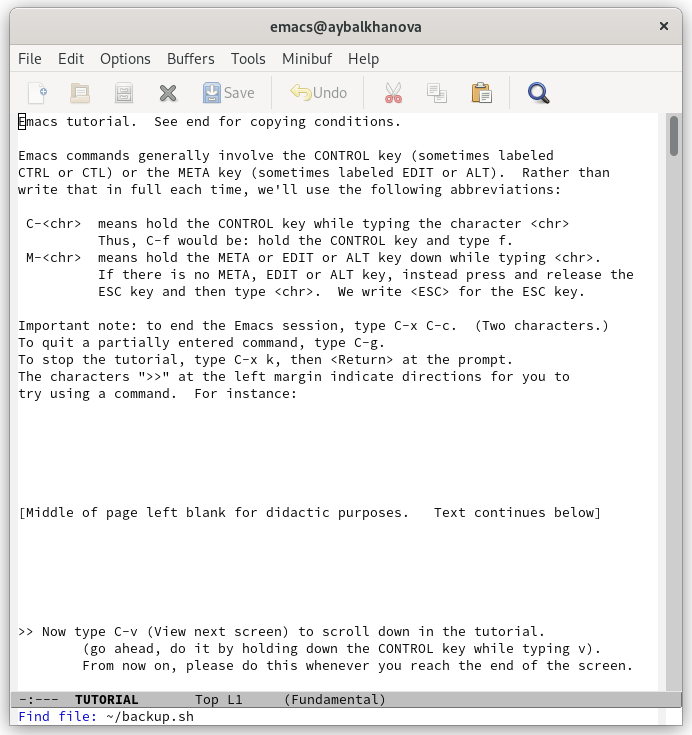 emacs@aybalkhanova ×
File Edit Options Buffers Tools Minibuf Help
Save Undo
Emacs tutorial.  See end for copying conditions.
Emacs commands generally involve the CONTROL key (sometimes labeled
CTRL or CTL) or the META key (sometimes labeled EDIT or ALT).  Rather than
write that in full each time, we'll use the following abbreviations:
 C-<chr>  means hold the CONTROL key while typing the character <chr>
          Thus, C-f would be: hold the CONTROL key and type f.
 M-<chr>  means hold the META or EDIT or ALT key down while typing <chr>.
          If there is no META, EDIT or ALT key, instead press and release the
          ESC key and then type <chr>.  We write <ESC> for the ESC key.
Important note: to end the Emacs session, type C-x C-c.  (Two characters.)
To quit a partially entered command, type C-g.
To stop the tutorial, type C-x k, then <Return> at the prompt.
The characters ">>" at the left margin indicate directions for you to
try using a command.  For instance:
[Middle of page left blank for didactic purposes.   Text continues below]
>> Now type C-v (View next screen) to scroll down in the tutorial.
        (go ahead, do it by holding down the CONTROL key while typing v).
        From now on, please do this whenever you reach the end of the screen.
-:---  TUTORIAL       Top L1     (Fundamental)
Find file: ~/backup.sh